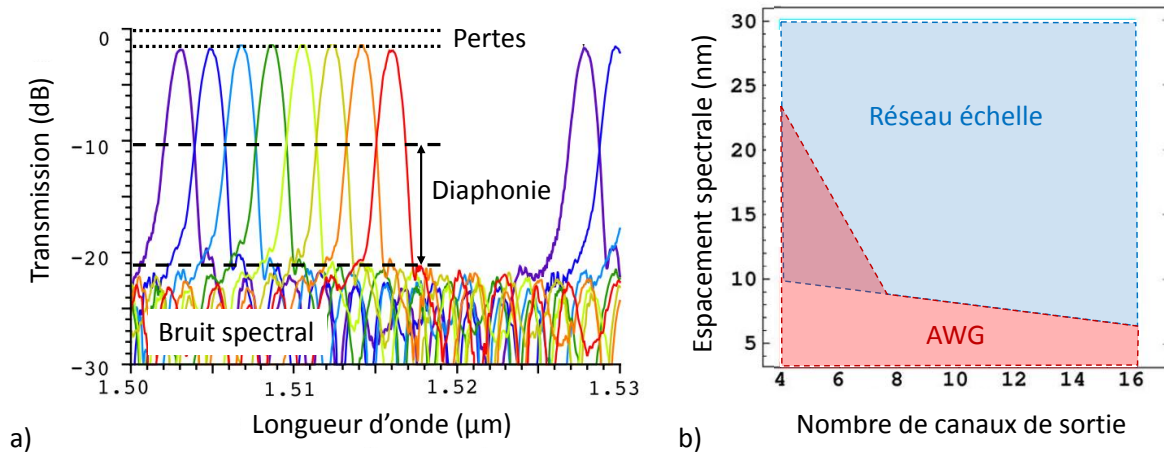 0
-10
-20
-30
Transmission (dB)
Pertes
Diaphonie
Bruit spectral
1.50
1.51
1.52
1.53
Longueur d'onde (μm)
a)
30
25
20
15
10
5
Espacement spectrale (nm)
Réseau échelle
AWG
4
6
8
10
12
14
16
Nombre de canaux de sortie
b)